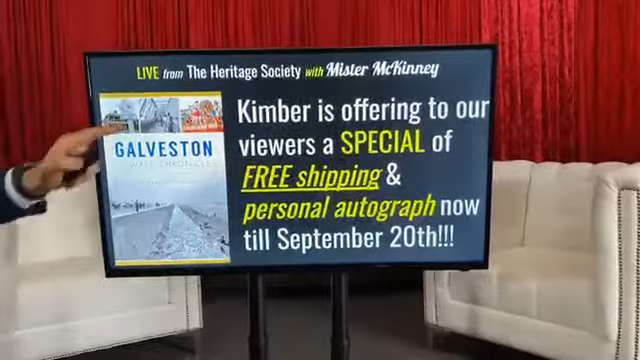 LIVE from The Heritage Society with Mister McKinney
GALVESTON
CHRONICLES
Kimber is offering to our
viewers a SPECIAL of
FREE shipping &
personal autograph now
till September 20th!!!